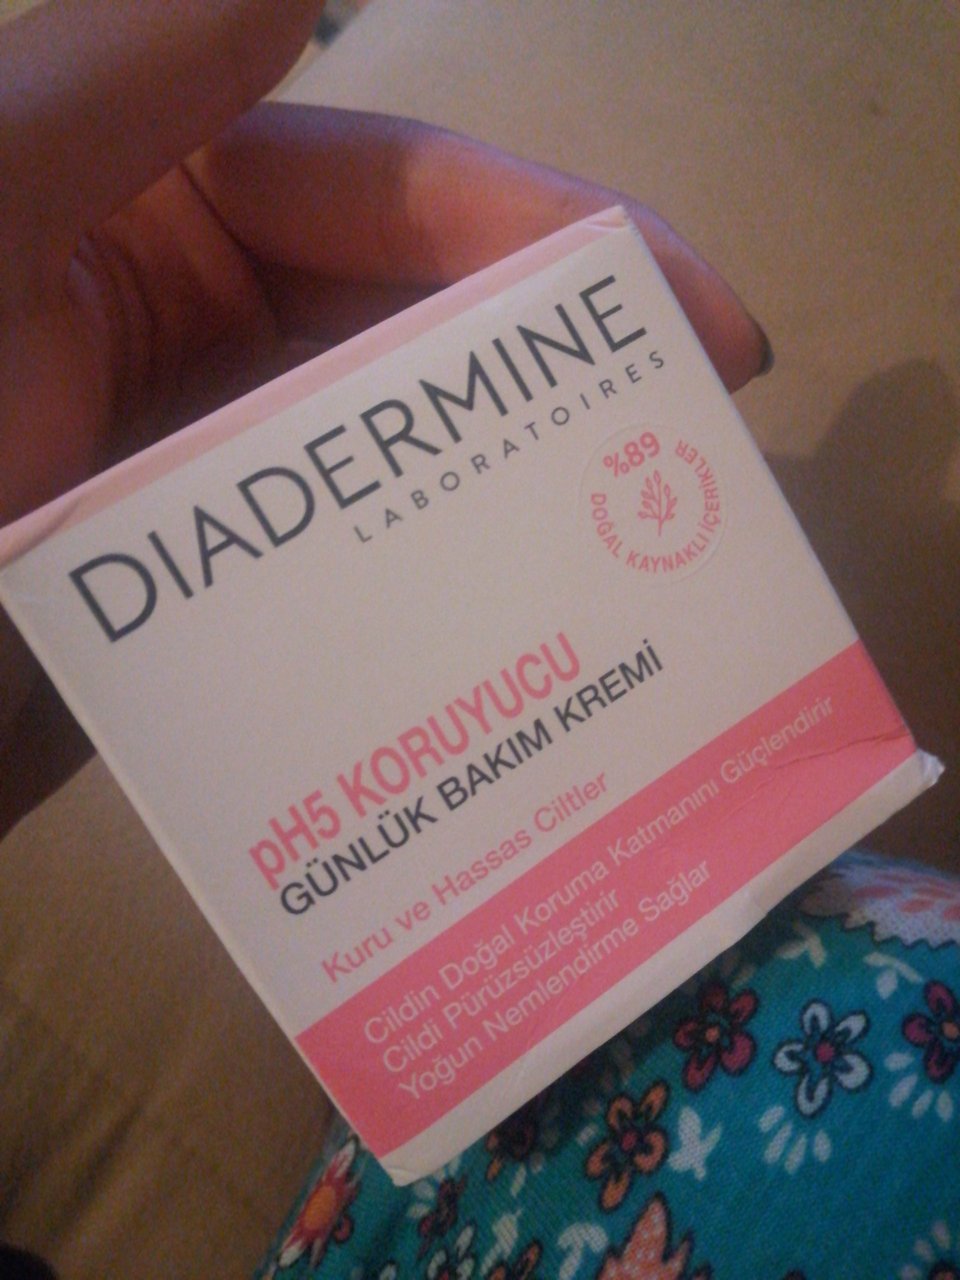 DIADERMINE
LABORATOIRES
%89
DOĞAL KAYNAKLI İÇERİKLER
pH5 KORUYUCU
GÜNLÜK BAKIM KREMİ
Kuru ve Hassas Ciltler
Cildin Doğal Koruma Katmanını Güçlendirir
Cildi Pürüzsüzleştirir
Yoğun Nemlendirme Sağlar